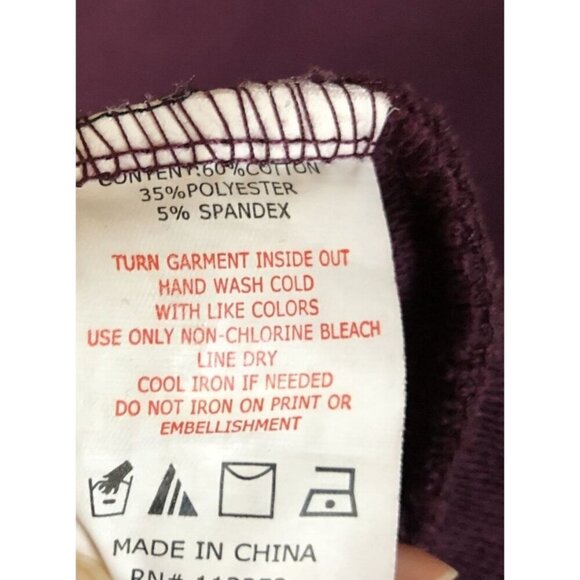 CONTENT:60%COTTON
35%POLYESTER
5% SPANDEX
TURN GARMENT INSIDE OUT
HAND WASH COLD
WITH LIKE COLORS
USE ONLY NON-CHLORINE BLEACH
LINE DRY
COOL IRON IF NEEDED
DO NOT IRON ON PRINT OR
EMBELLISHMENT
MADE IN CHINA
RN#